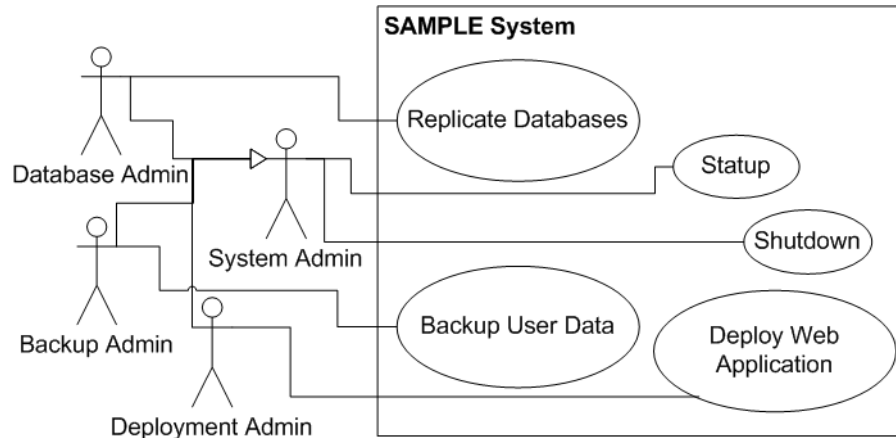 SAMPLE System
Replicate Databases
Database Admin
Statup
System Admin
Shutdown
Backup Admin
Backup User Data
Deploy Web
Application
Deployment Admin